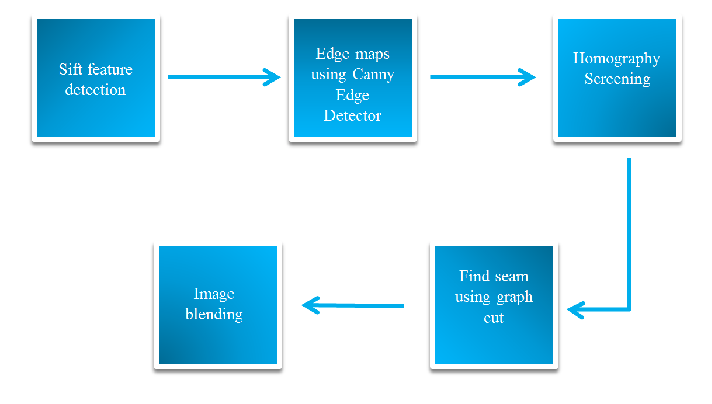 Sift feature
detection
Edge maps
using Canny
Edge
Detector
Homography
Screening
Find seam
using graph
cut
Image
blending